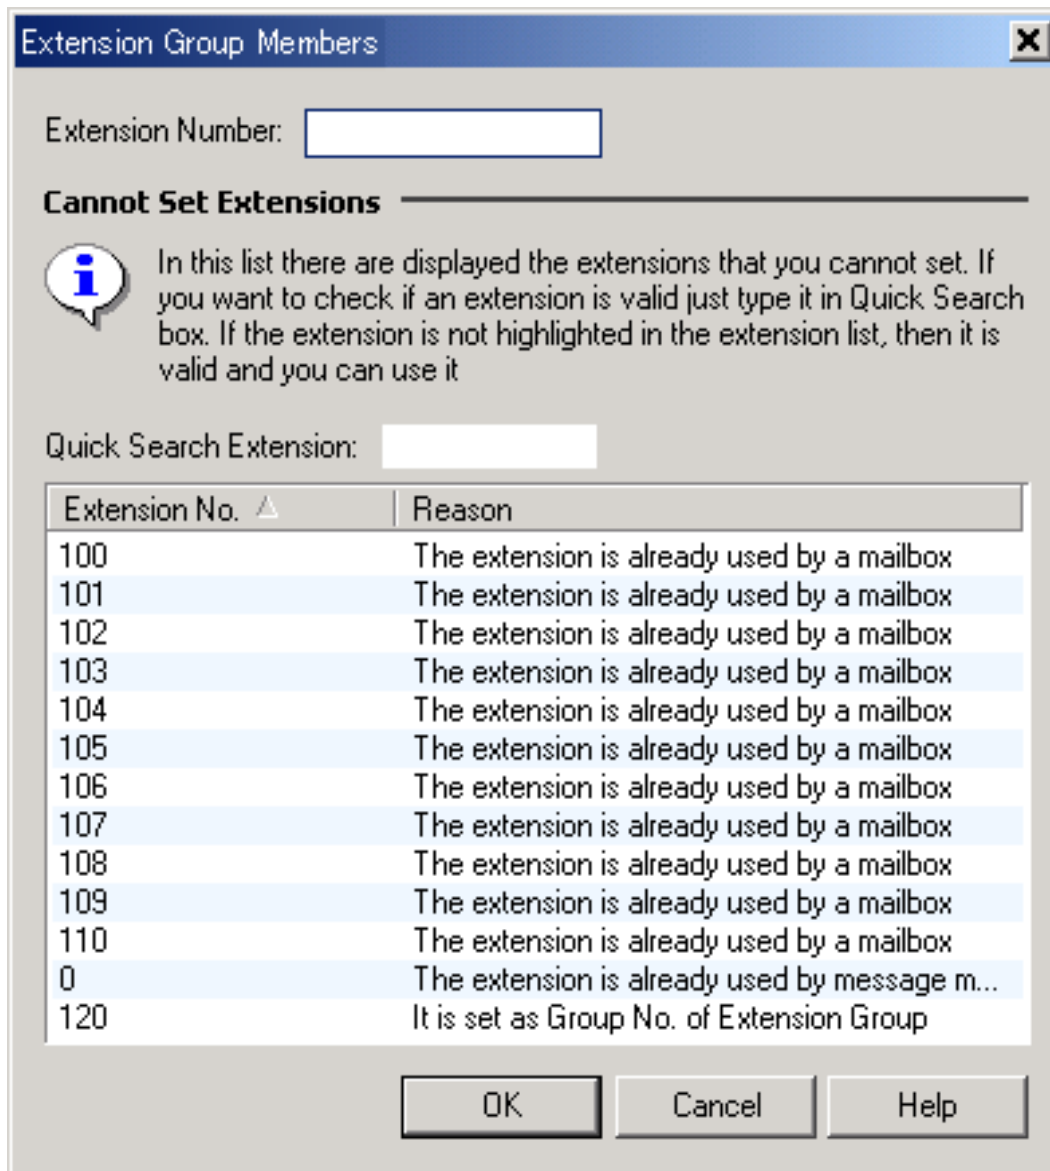 Extension Group Members
Extension Number:
Cannot Set Extensions
In this list there are displayed the extensions that you cannot set. If
you want to check if an extension is valid just type it in Quick Search
box. If the extension is not highlighted in the extension list, then it is
valid and you can use it
Quick Search Extension:
Extension No. Reason
100 The extension is already used by a mailbox
101 The extension is already used by a mailbox
102 The extension is already used by a mailbox
103 The extension is already used by a mailbox
104 The extension is already used by a mailbox
105 The extension is already used by a mailbox
106 The extension is already used by a mailbox
107 The extension is already used by a mailbox
108 The extension is already used by a mailbox
109 The extension is already used by a mailbox
110 The extension is already used by a mailbox
0 The extension is already used by message m...
120 It is set as Group No. of Extension Group
OK Cancel Help